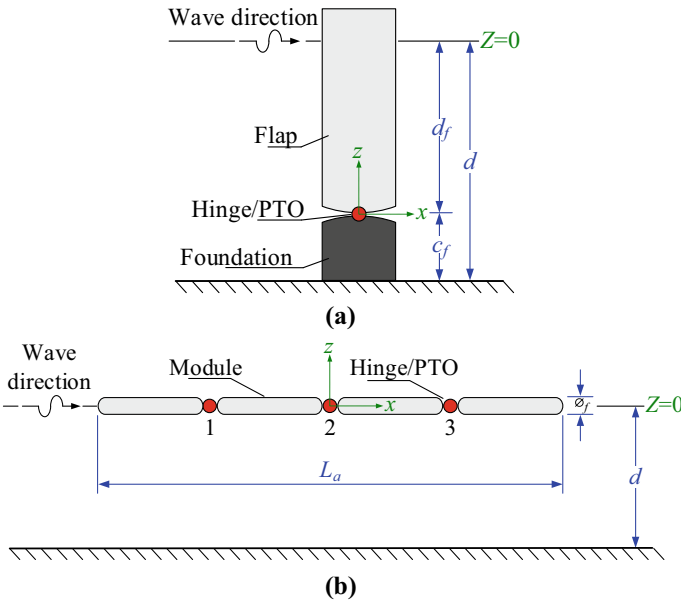 Wave direction
Z=0
Flap
d_f
d
z
Hinge/PTO
x
c_f
Foundation
(a)
Wave
direction
Module
z
Hinge/PTO
x
⌀_f
Z=0
1
2
3
L_a
d
(b)